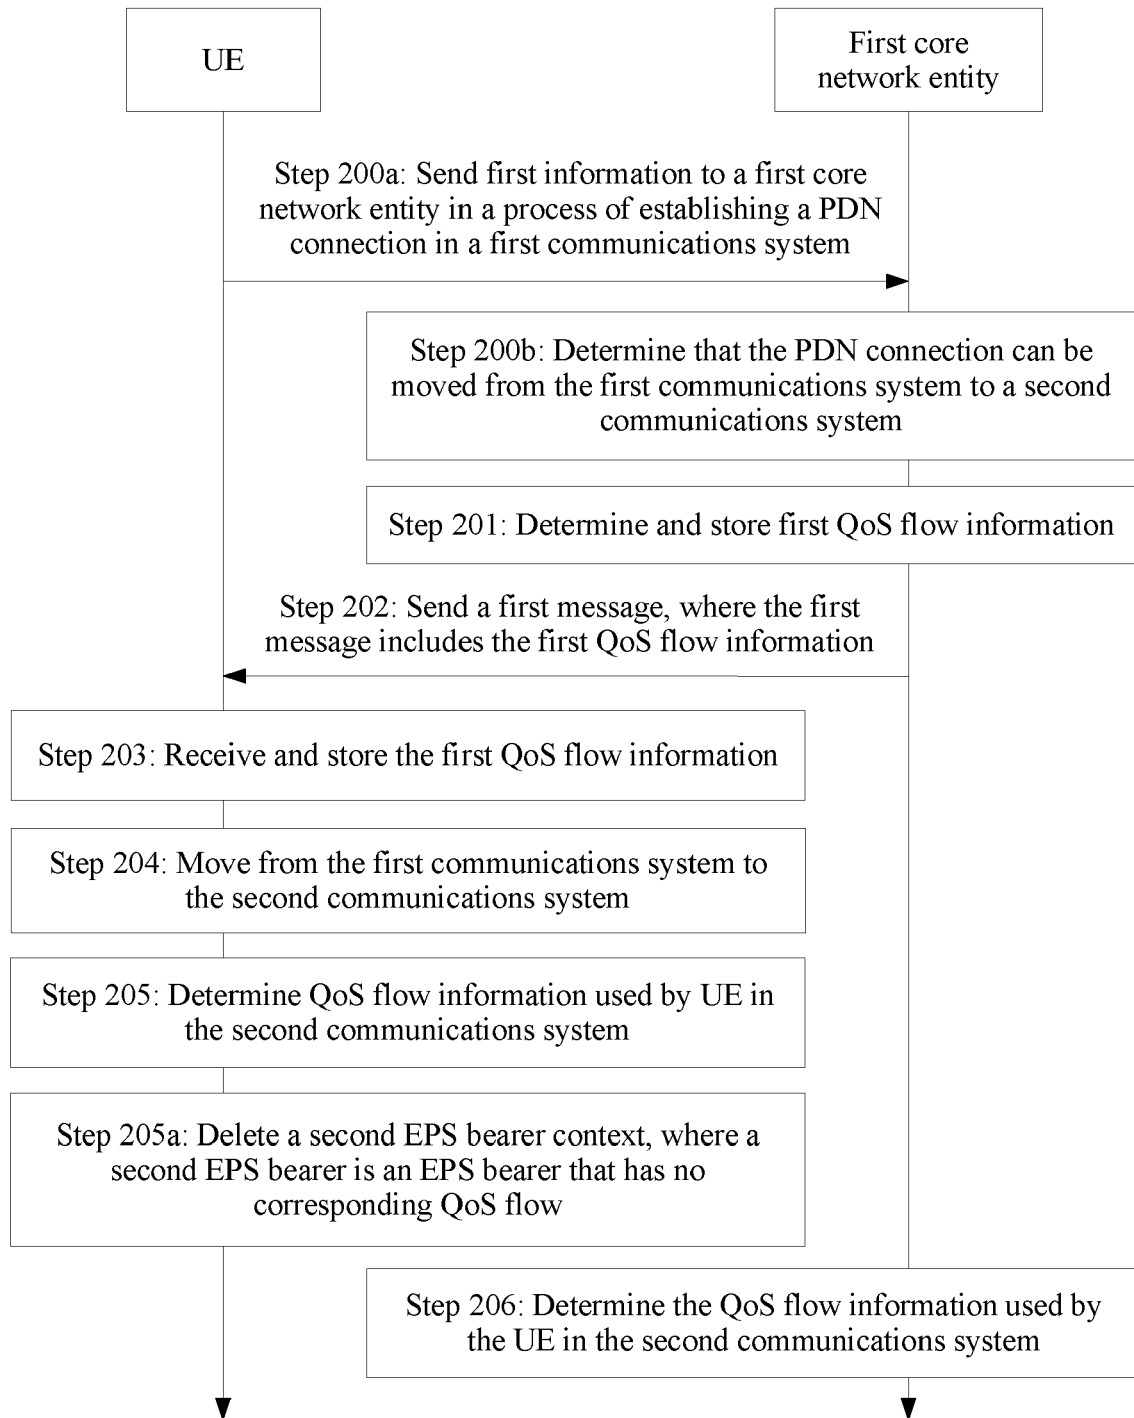 UE
First core
network entity
Step 200a: Send first information to a first core
network entity in a process of establishing a PDN
connection in a first communications system
Step 200b: Determine that the PDN connection can be
moved from the first communications system to a second
communications system
Step 201: Determine and store first QoS flow information
Step 202: Send a first message, where the first
message includes the first QoS flow information
Step 203: Receive and store the first QoS flow information
Step 204: Move from the first communications system to
the second communications system
Step 205: Determine QoS flow information used by UE in
the second communications system
Step 205a: Delete a second EPS bearer context, where a
second EPS bearer is an EPS bearer that has no
corresponding QoS flow
Step 206: Determine the QoS flow information used by
the UE in the second communications system